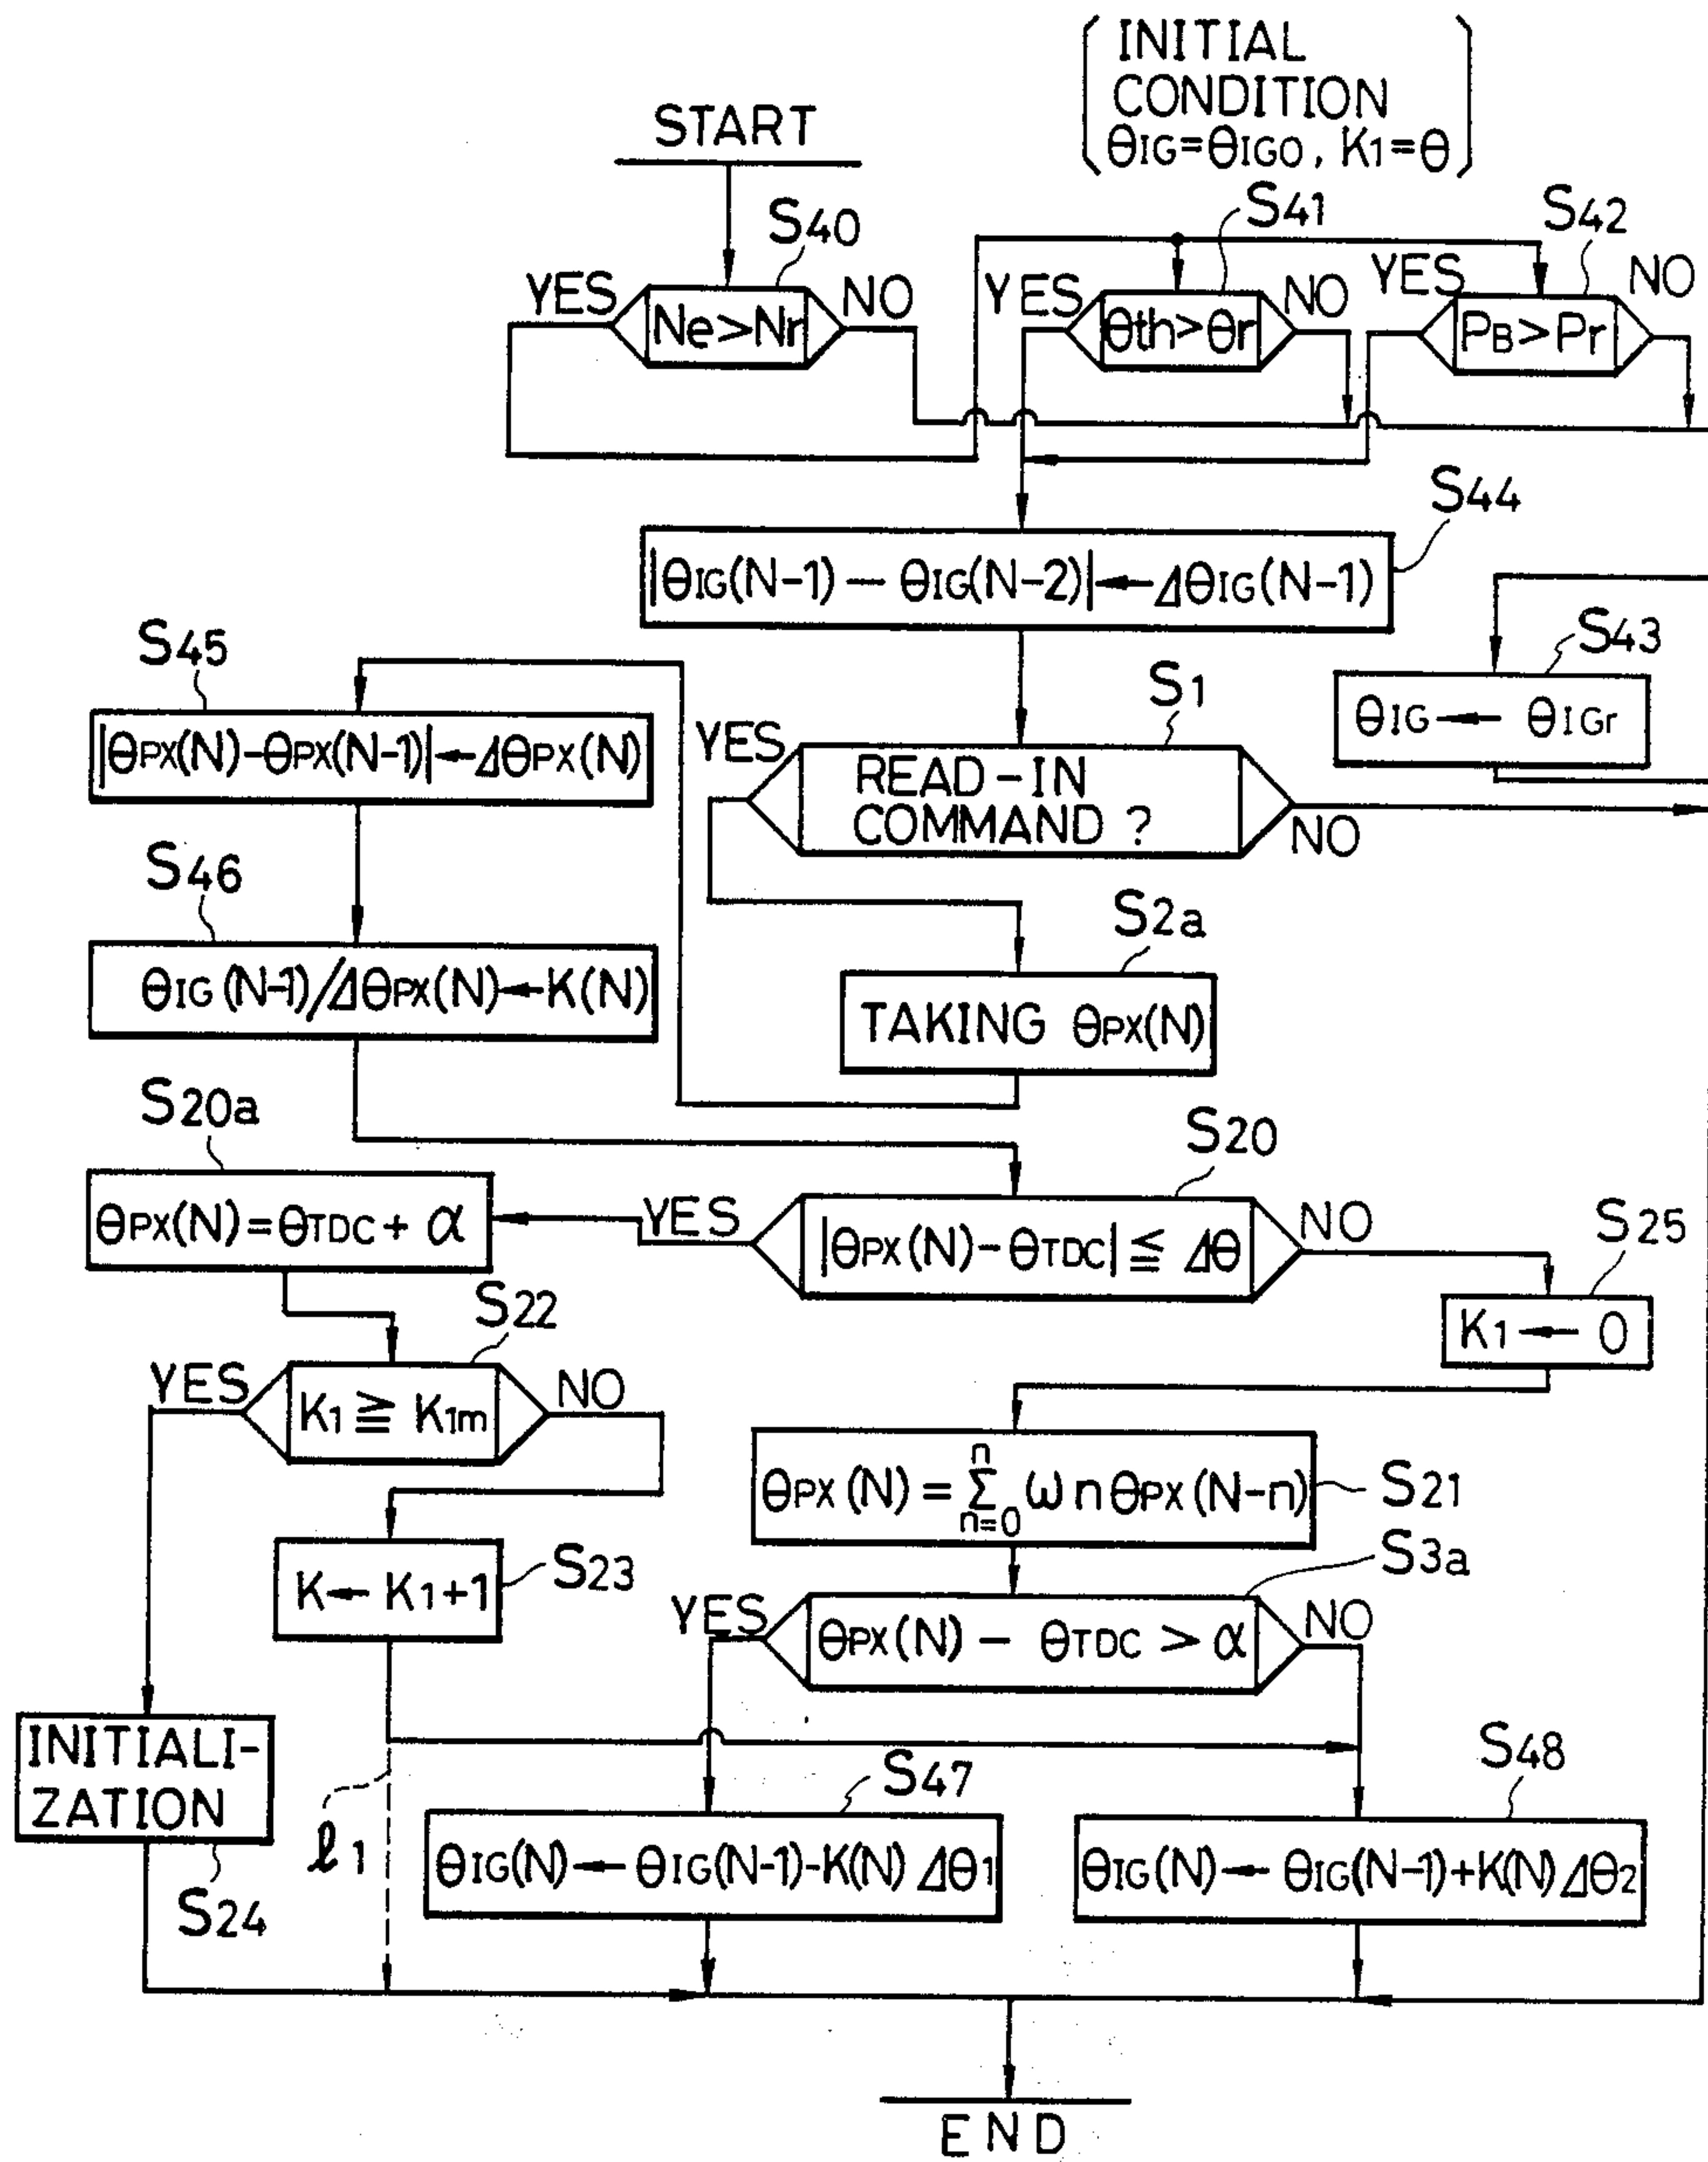 INITIAL
CONDITION
θIG=θIGO, K1=θ
START
S40
S41
S42
YES
Ne>Nr
NO
YES
θth>θr
NO
YES
PB>Pr
NO
S44
|θIG(N-1) — θIG(N-2)|←ΔθIG(N-1)
S43
θIG ← θIGr
S45
|θPX(N)-θPX(N-1)|←ΔθPX(N)
S1
YES
READ-IN
COMMAND ?
NO
S46
θIG(N-1)/ΔθPX(N)←K(N)
S2a
TAKING θPX(N)
S20a
θPX(N)=θTDC+ α
S20
YES
|θPX(N)-θTDC| ≦ Δθ
NO
S25
K1 ← 0
S22
YES
K1 ≧ K1m
NO
θPX(N) = n∑n=0 ωn θPX(N-n)
S21
S23
K← K1+1
S3a
YES
θPX(N) — θTDC > α
NO
INITIALI-
ZATION
S24
ℓ1
S47
θIG(N)← θIG(N-1)-K(N) Δθ1
S48
θIG(N)← θIG(N-1)+K(N)Δθ2
END